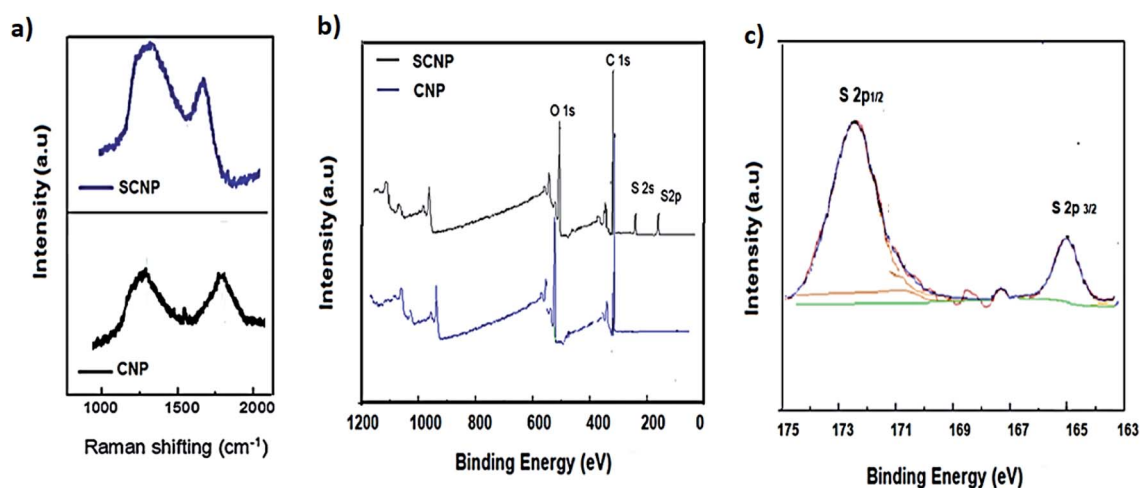 a)
Intensity (a.u)
SCNP
Intensity (a.u)
CNP
1000 1500 2000
Raman shifting (cm-1)
b)
Intensity (a.u)
SCNP
CNP
C 1s
O 1s
S 2s
S2p
1200 1000 800 600 400 200 0
Binding Energy (eV)
c)
Intensity (a.u)
S 2p1/2
S 2p 3/2
175 173 171 169 167 165 163
Binding Energy (eV)